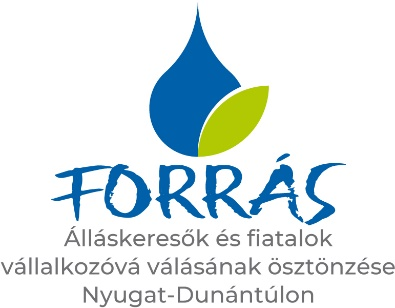 FORRÁS
Álláskeresők és fiatalok
vállalkozóvá válásának ösztönzése
Nyugat-Dunántúlon